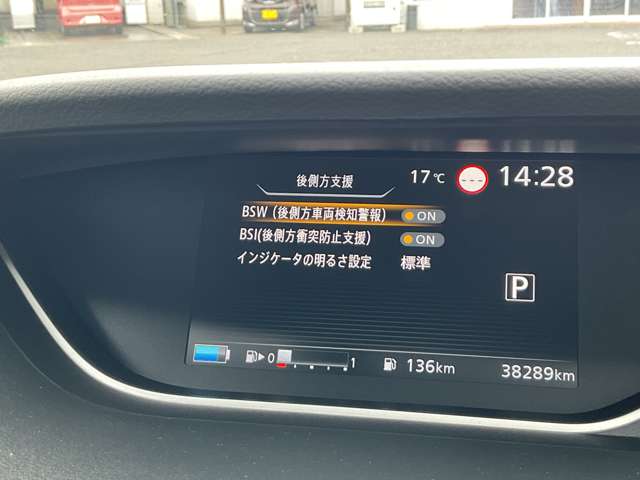 後側方支援
17℃
---
14:28
BSW (後側方車両検知警報) ON
BSI(後側方衝突防止支援) ON
インジケータの明るさ設定 標準
P
0 1
136km
38289km